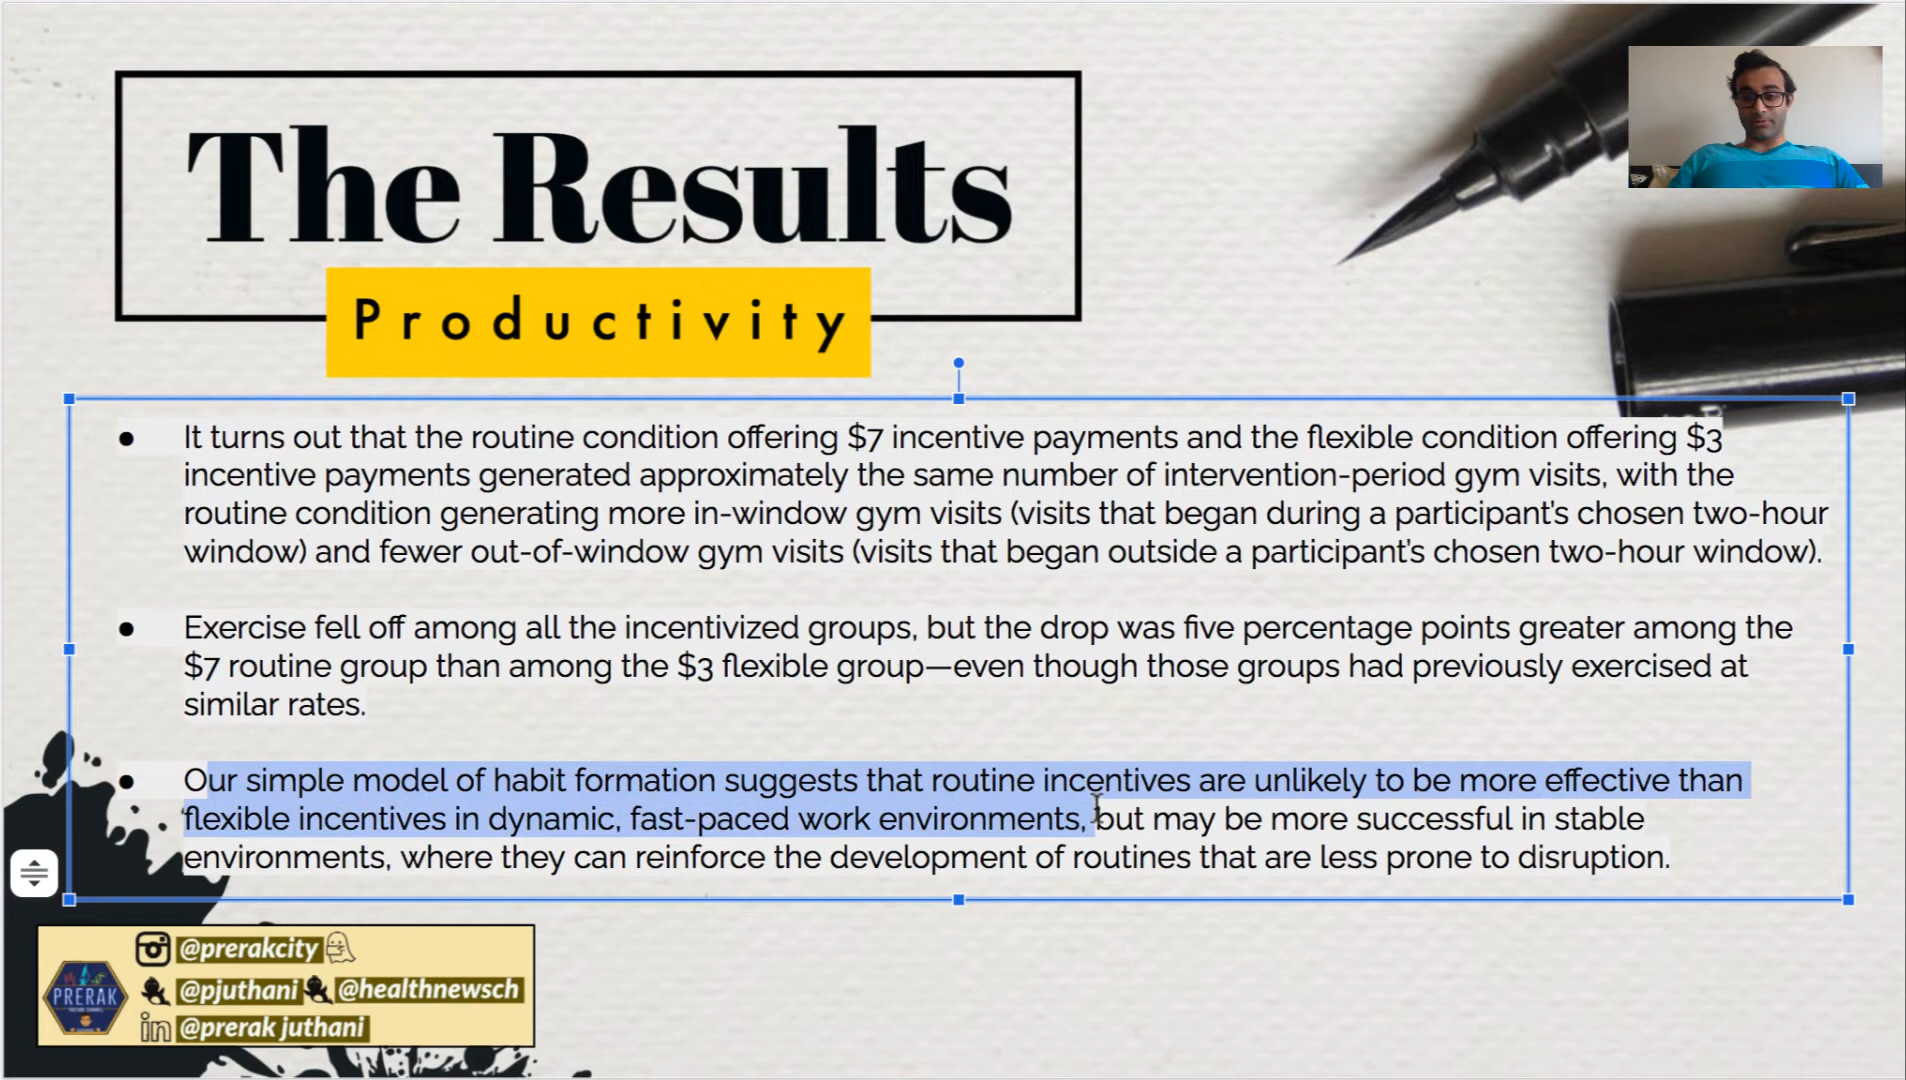 The Results
Productivity
● It turns out that the routine condition offering $7 incentive payments and the flexible condition offering $3
incentive payments generated approximately the same number of intervention-period gym visits, with the
routine condition generating more in-window gym visits (visits that began during a participant's chosen two-hour
window) and fewer out-of-window gym visits (visits that began outside a participant's chosen two-hour window).
● Exercise fell off among all the incentivized groups, but the drop was five percentage points greater among the
$7 routine group than among the $3 flexible group—even though those groups had previously exercised at
similar rates.
● Our simple model of habit formation suggests that routine incentives are unlikely to be more effective than
flexible incentives in dynamic, fast-paced work environments, but may be more successful in stable
environments, where they can reinforce the development of routines that are less prone to disruption.
@prerakcity
@pjuthani @healthnewsch
PRERAK
in @prerak juthani